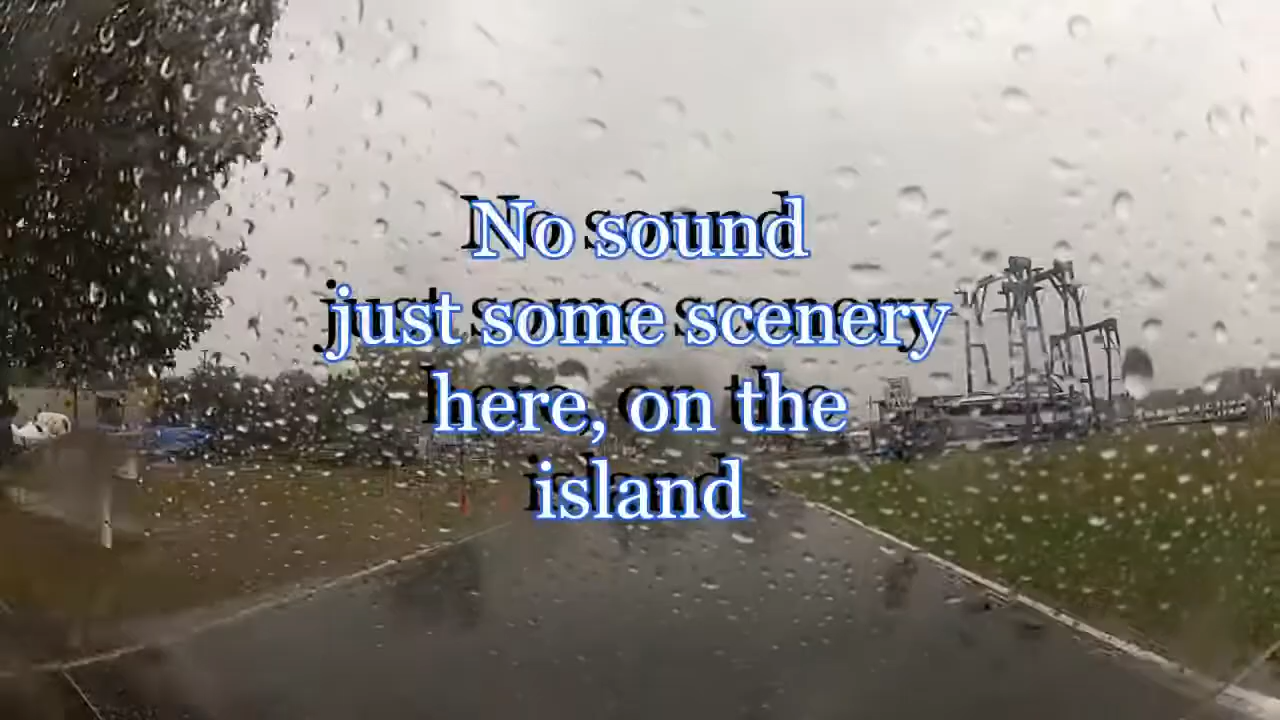 No sound
just some scenery
here, on the
island